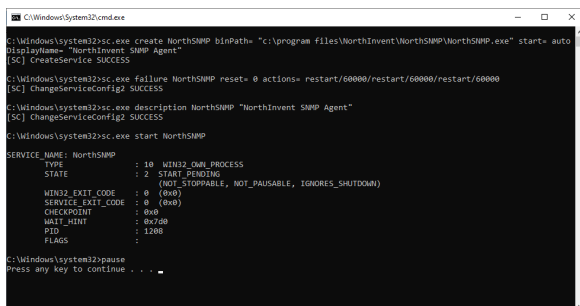 C:\Windows\System32\cmd.exe
C:\Windows\system32>sc.exe create NorthSNMP binPath= "c:\program files\NorthInvent\NorthSNMP\NorthSNMP.exe" start= auto
DisplayName= "NorthInvent SNMP Agent"
[SC] CreateService SUCCESS
C:\Windows\system32>sc.exe failure NorthSNMP reset= 0 actions= restart/60000/restart/60000/restart/60000
[SC] ChangeServiceConfig2 SUCCESS
C:\Windows\system32>sc.exe description NorthSNMP "NorthInvent SNMP Agent"
[SC] ChangeServiceConfig2 SUCCESS
C:\Windows\system32>sc.exe start NorthSNMP
SERVICE_NAME: NorthSNMP
TYPE : 10 WIN32_OWN_PROCESS
STATE : 2 START_PENDING
(NOT_STOPPABLE, NOT_PAUSABLE, IGNORES_SHUTDOWN)
WIN32_EXIT_CODE : 0 (0x0)
SERVICE_EXIT_CODE : 0 (0x0)
CHECKPOINT : 0x0
WAIT_HINT : 0x7d0
PID : 1208
FLAGS :
C:\Windows\system32>pause
Press any key to continue . . .